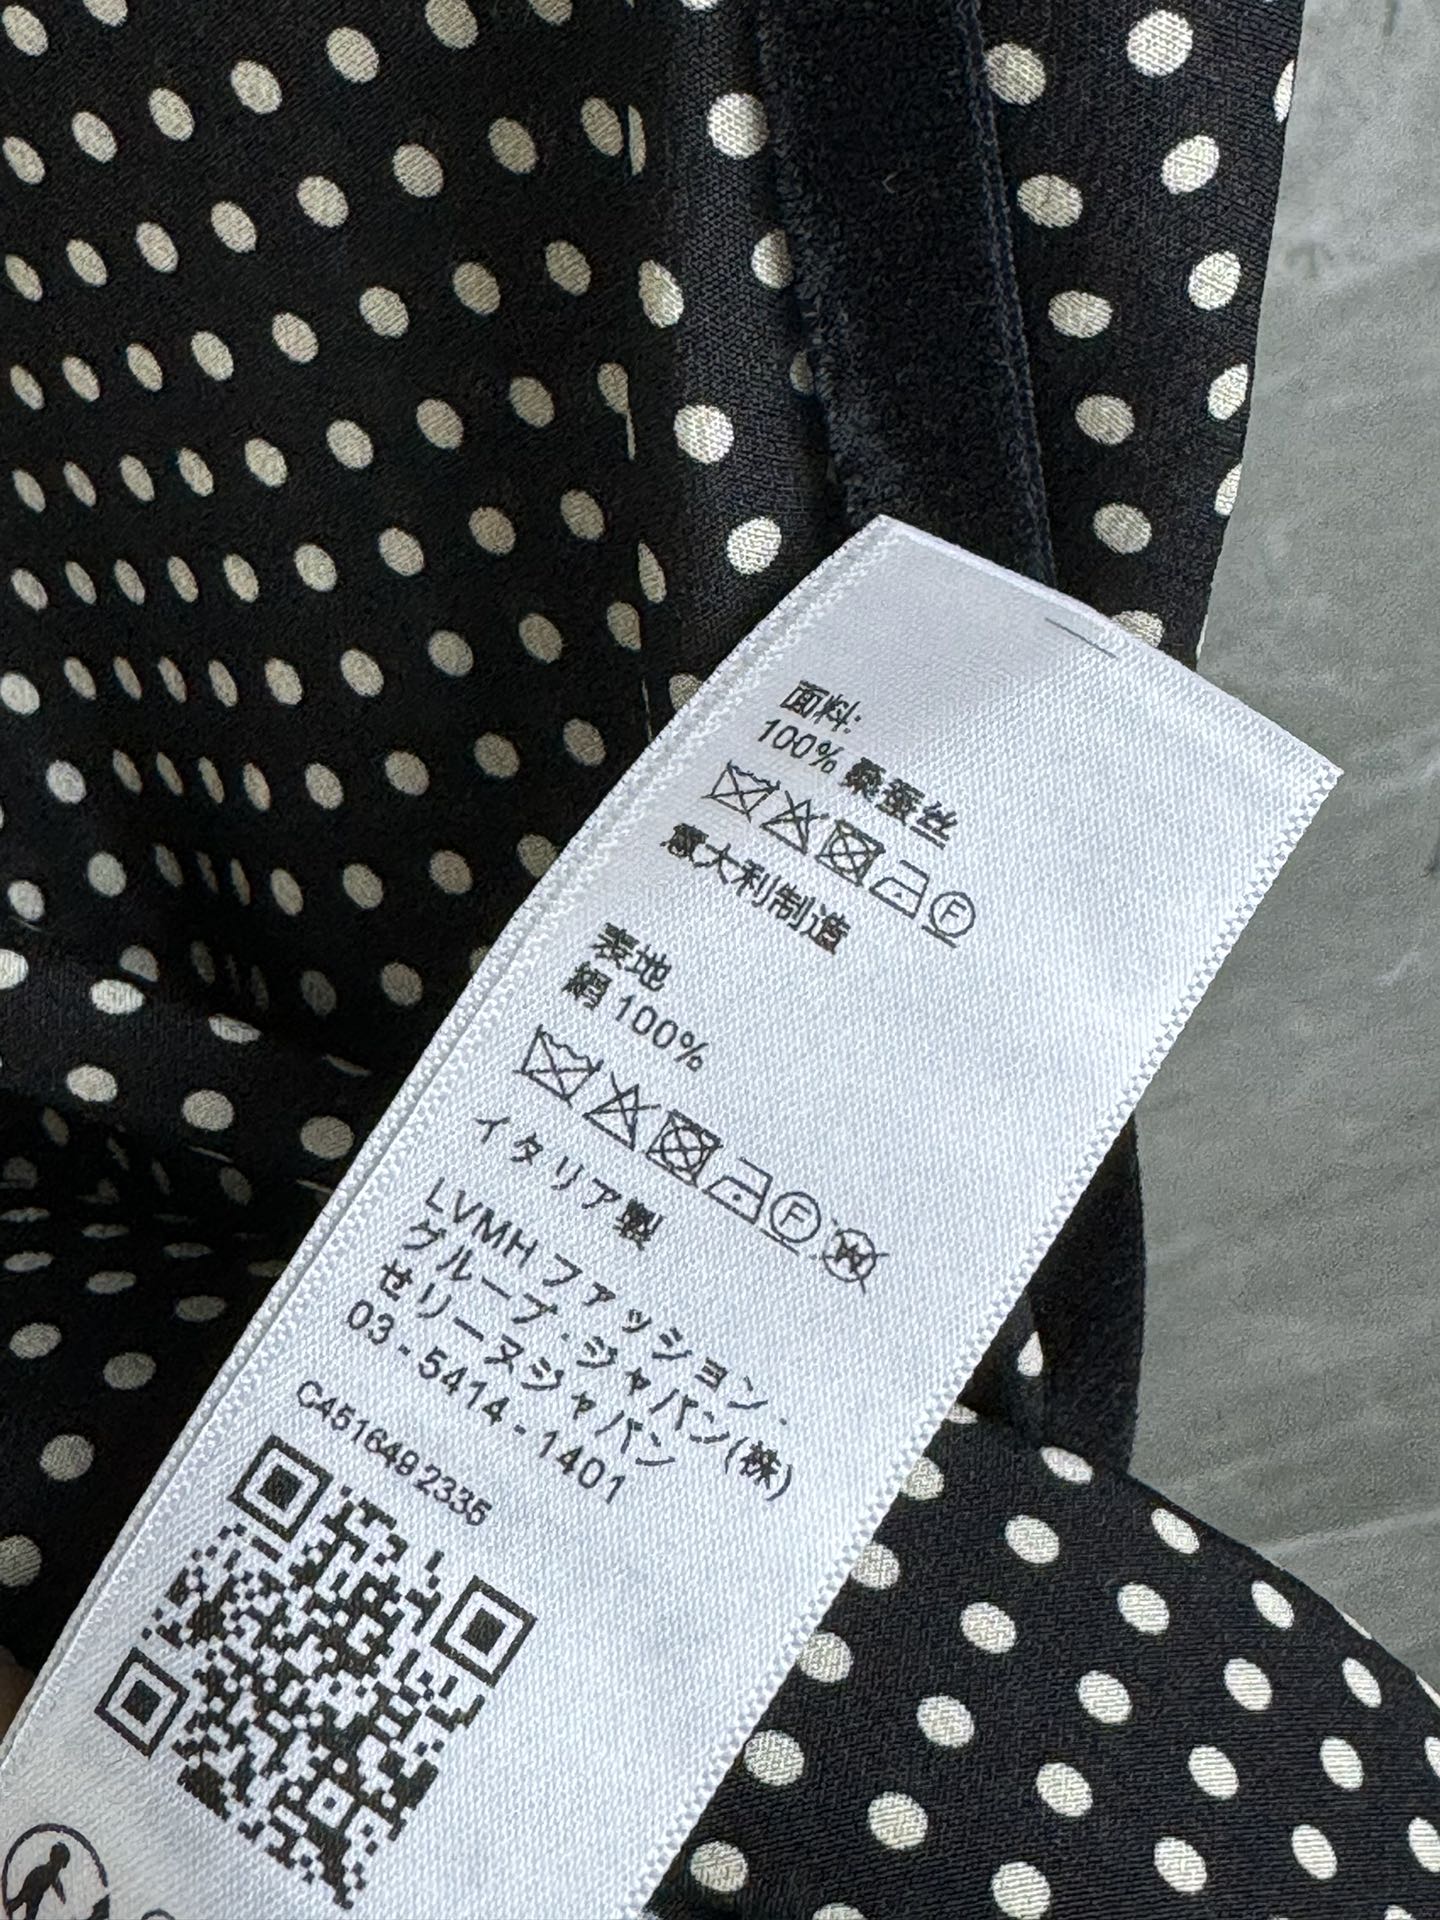 面料:
100% 桑蚕丝
F
意大利制造
表地
絹 100%
F W
イタリア製
LVMH ファッション・
グループ・ジャパン(株)
せリーヌジャパン
03-5414-1401
C4516492335